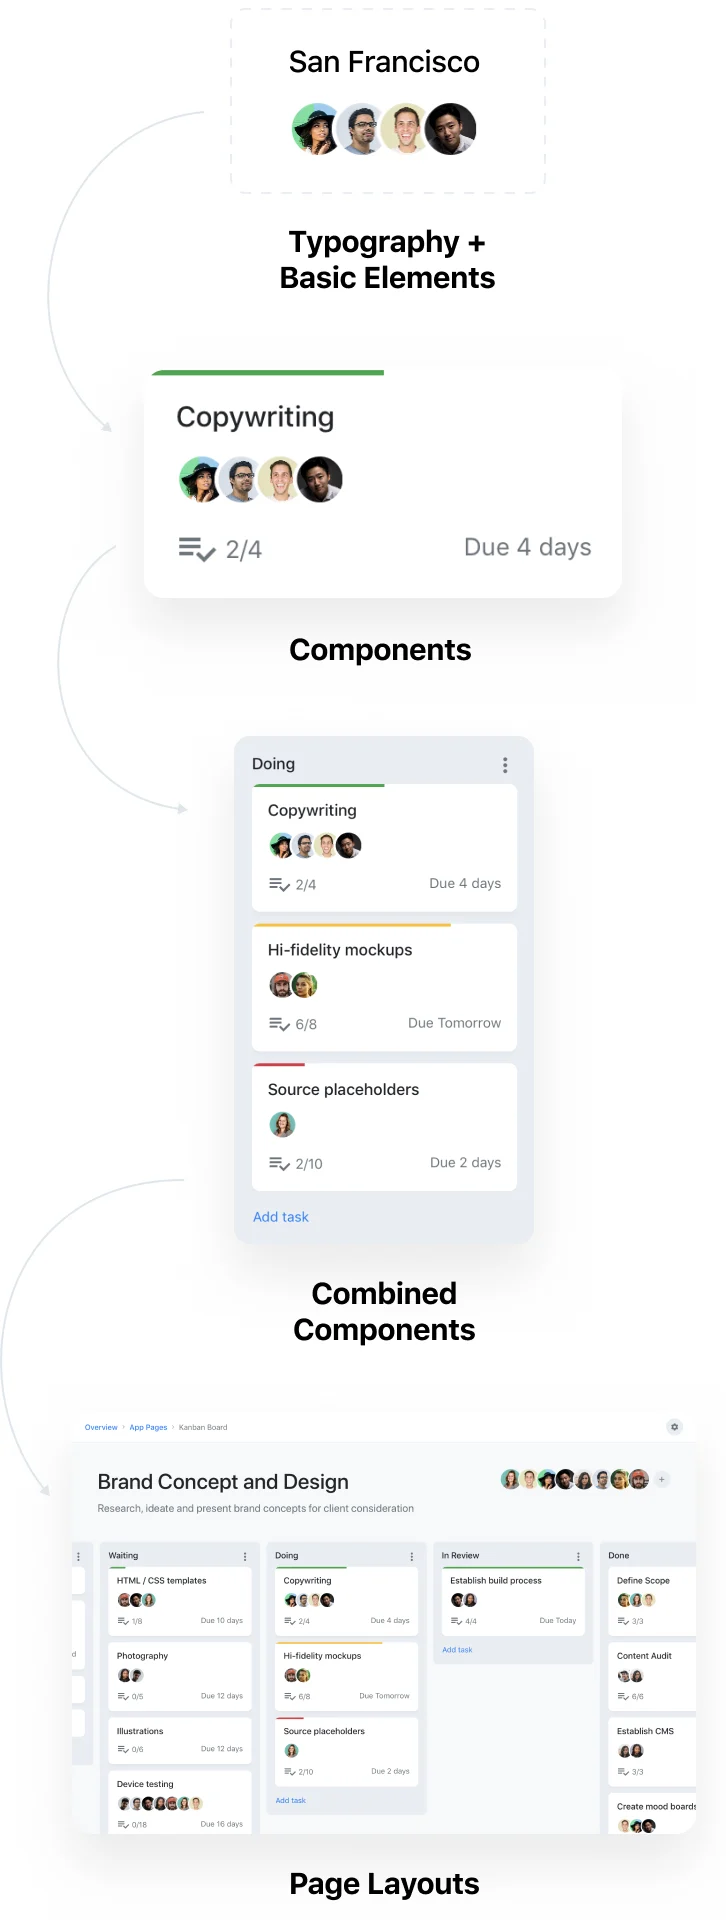 San Francisco
Typography +
Basic Elements
Copywriting
2/4
Due 4 days
Components
Doing
Copywriting
2/4
Due 4 days
Hi-fidelity mockups
6/8
Due Tomorrow
Source placeholders
2/10
Due 2 days
Add task
Combined
Components
Overview › App Pages › Kanban Board
Brand Concept and Design
+
Research, ideate and present brand concepts for client consideration
d
Waiting
HTML / CSS templates
1/8
Due 10 days
Photography
0/5
Due 12 days
Illustrations
0/6
Due 12 days
Device testing
0/18
Due 16 days
Doing
Copywriting
2/4
Due 4 days
Hi-fidelity mockups
6/8
Due Tomorrow
Source placeholders
2/10
Due 2 days
Add task
In Review
Establish build process
4/4
Due Today
Add task
Done
Define Scope
3/3
Content Audit
6/6
Establish CMS
3/3
Create mood boards
Page Layouts